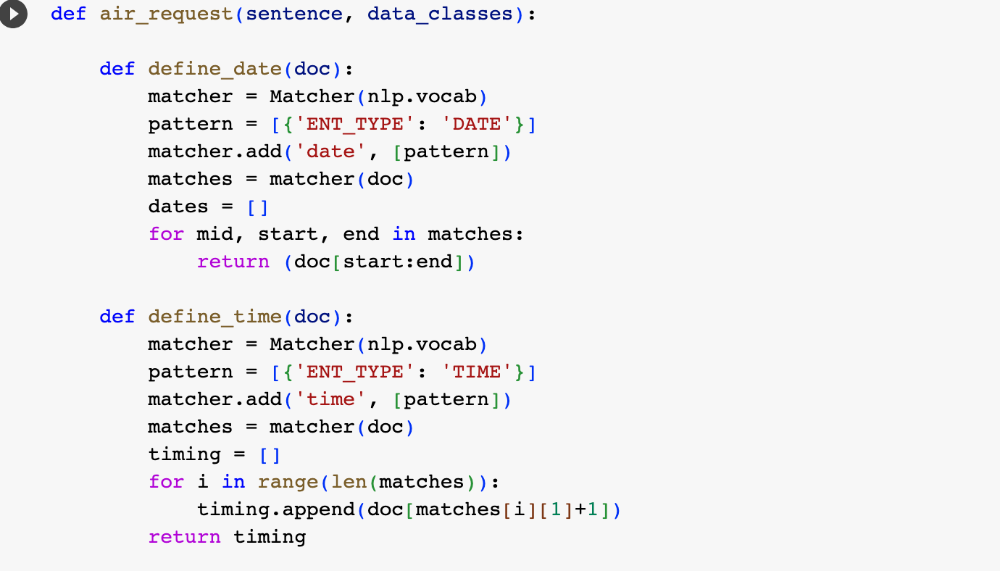 def air_request(sentence, data_classes):
    def define_date(doc):
        matcher = Matcher(nlp.vocab)
        pattern = [{'ENT_TYPE': 'DATE'}]
        matcher.add('date', [pattern])
        matches = matcher(doc)
        dates = []
        for mid, start, end in matches:
            return (doc[start:end])
    def define_time(doc):
        matcher = Matcher(nlp.vocab)
        pattern = [{'ENT_TYPE': 'TIME'}]
        matcher.add('time', [pattern])
        matches = matcher(doc)
        timing = []
        for i in range(len(matches)):
            timing.append(doc[matches[i][1]+1])
        return timing